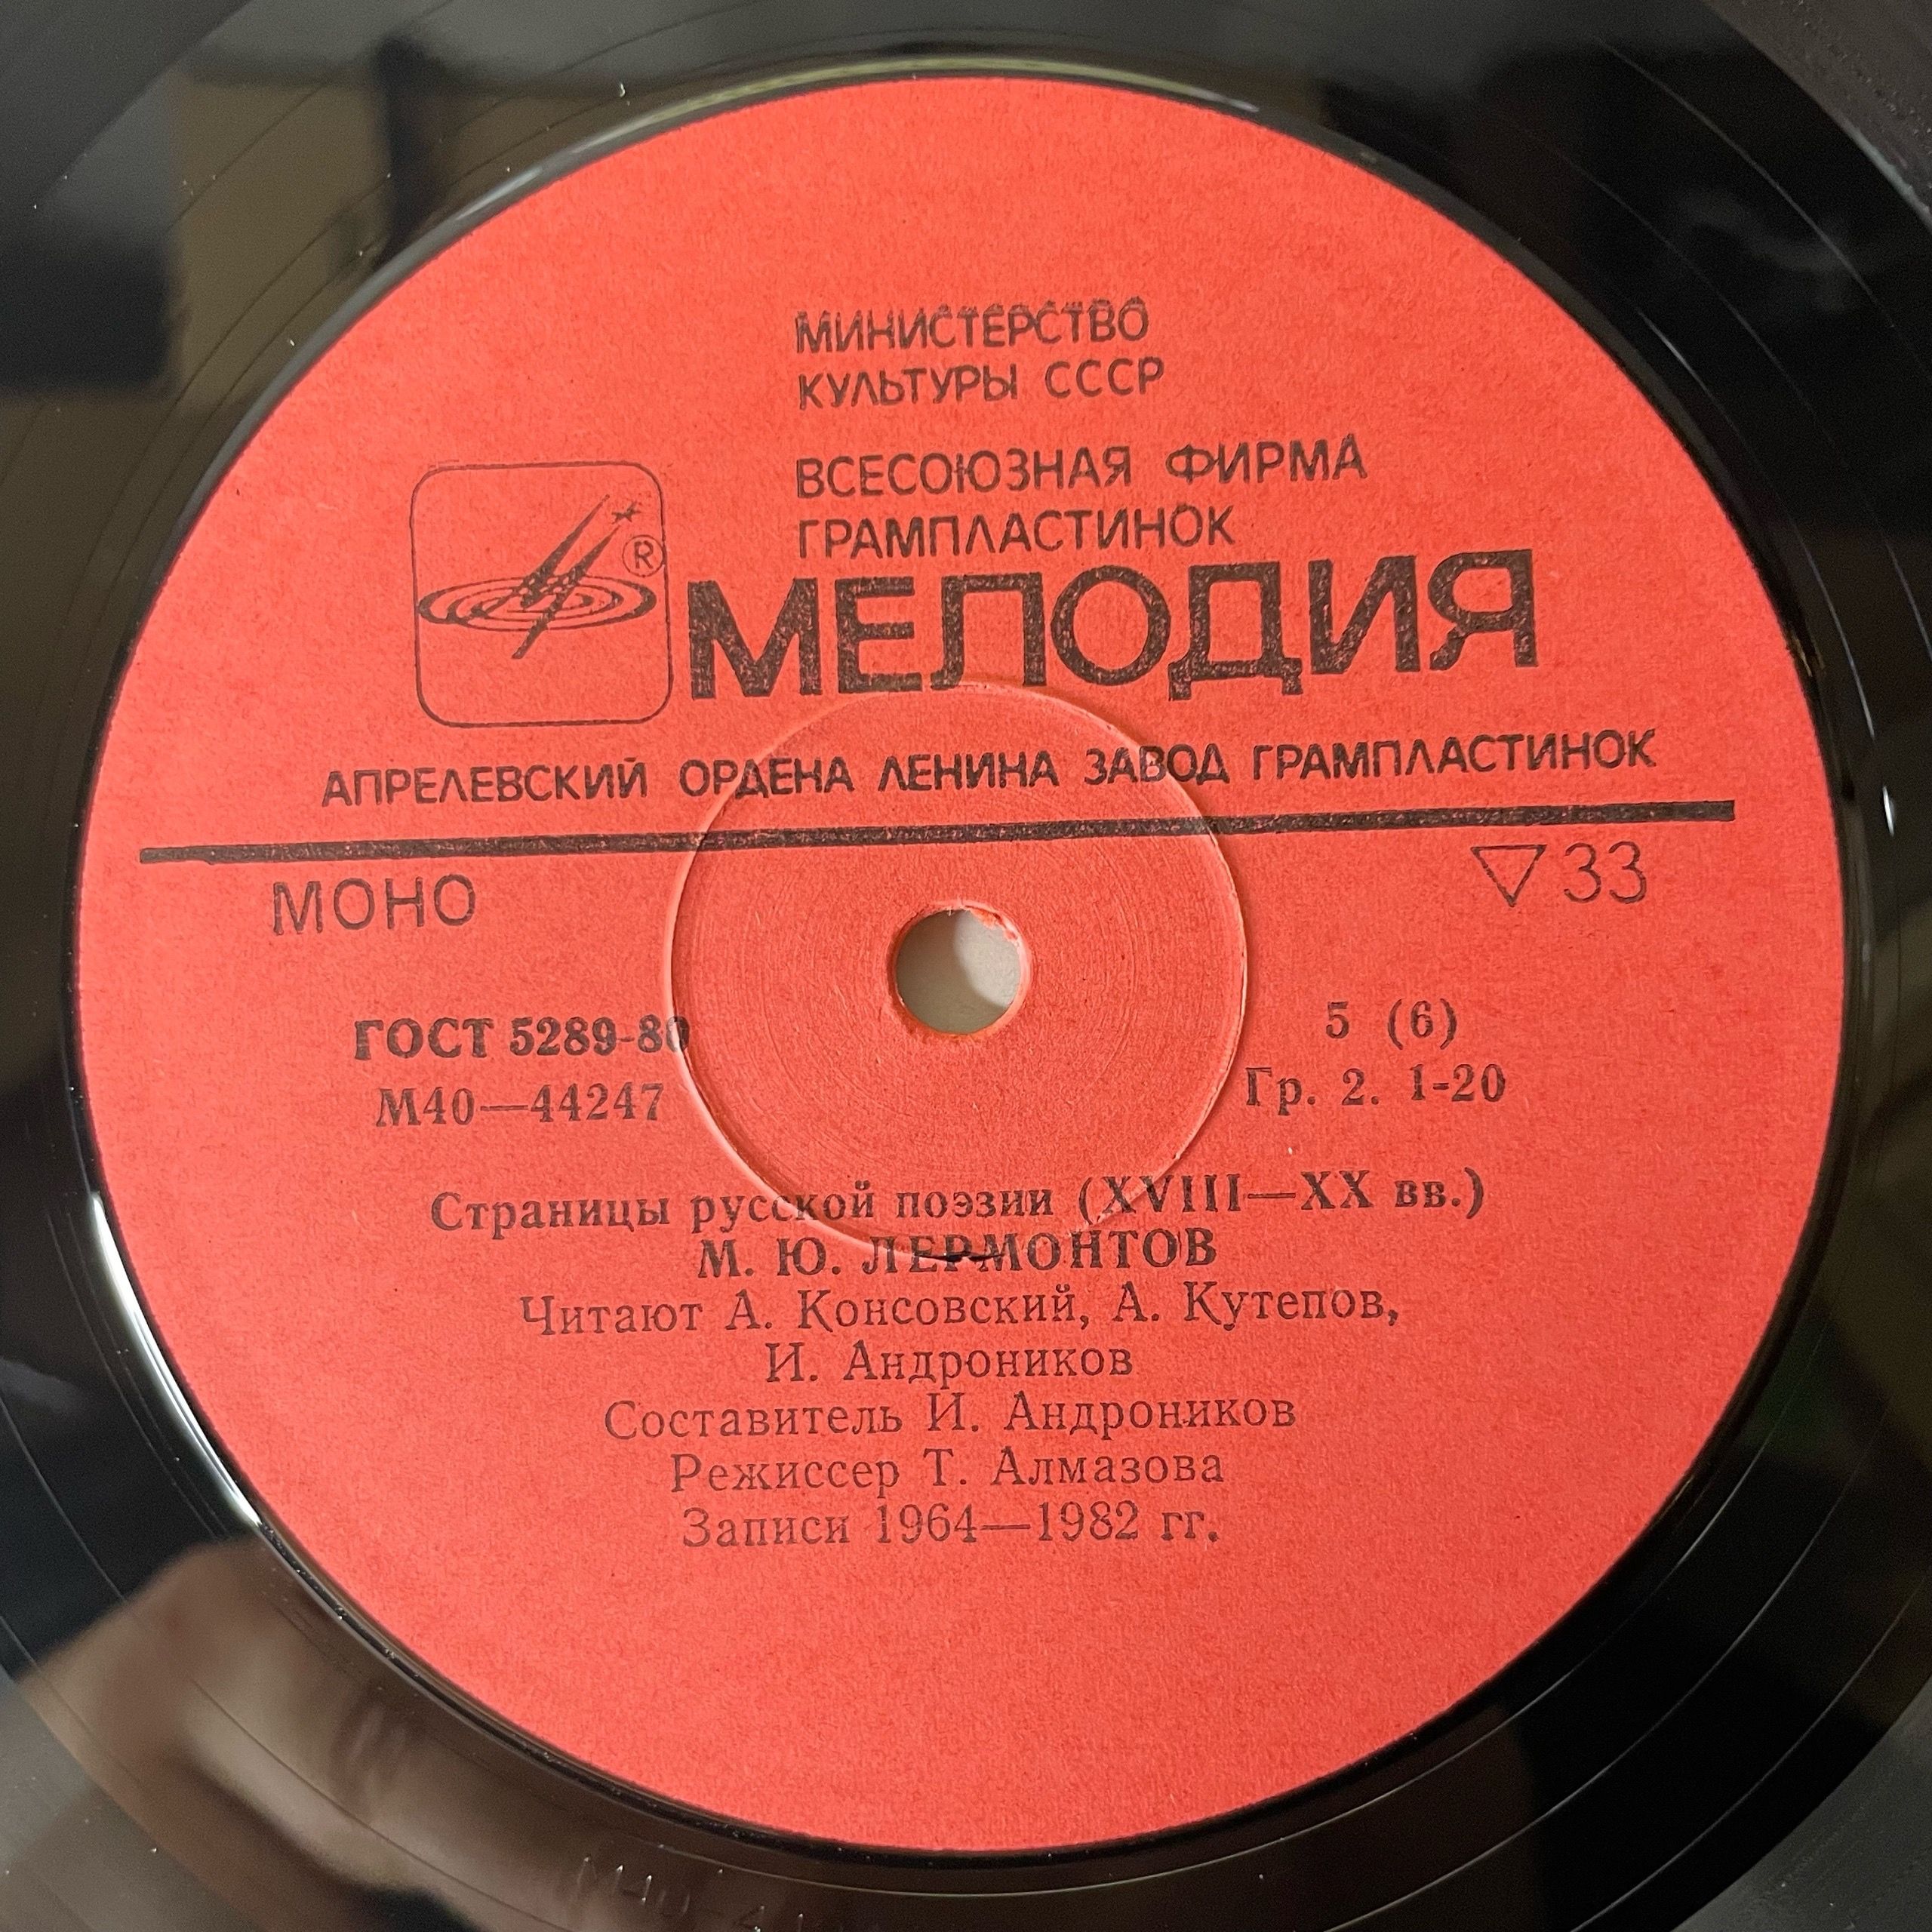 МИНИСТЕРСТВО
КУЛЬТУРЫ СССР
ВСЕСОЮЗНАЯ ФИРМА
ГРАМПЛАСТИНОК
®
МЕЛОДИЯ
АПРЕЛЕВСКИЙ ОРДЕНА ЛЕНИНА ЗАВОД ГРАМПЛАСТИНОК
МОНО
▽ 33
ГОСТ 5289-80
5 (6)
М40—44247
Гр. 2. 1-20
Страницы русской поэзии (XVIII—XX вв.)
М. Ю. ЛЕРМОНТОВ
Читают А. Консовский, А. Кутепов,
И. Андроников
Составитель И. Андроников
Режиссер Т. Алмазова
Записи 1964—1982 гг.